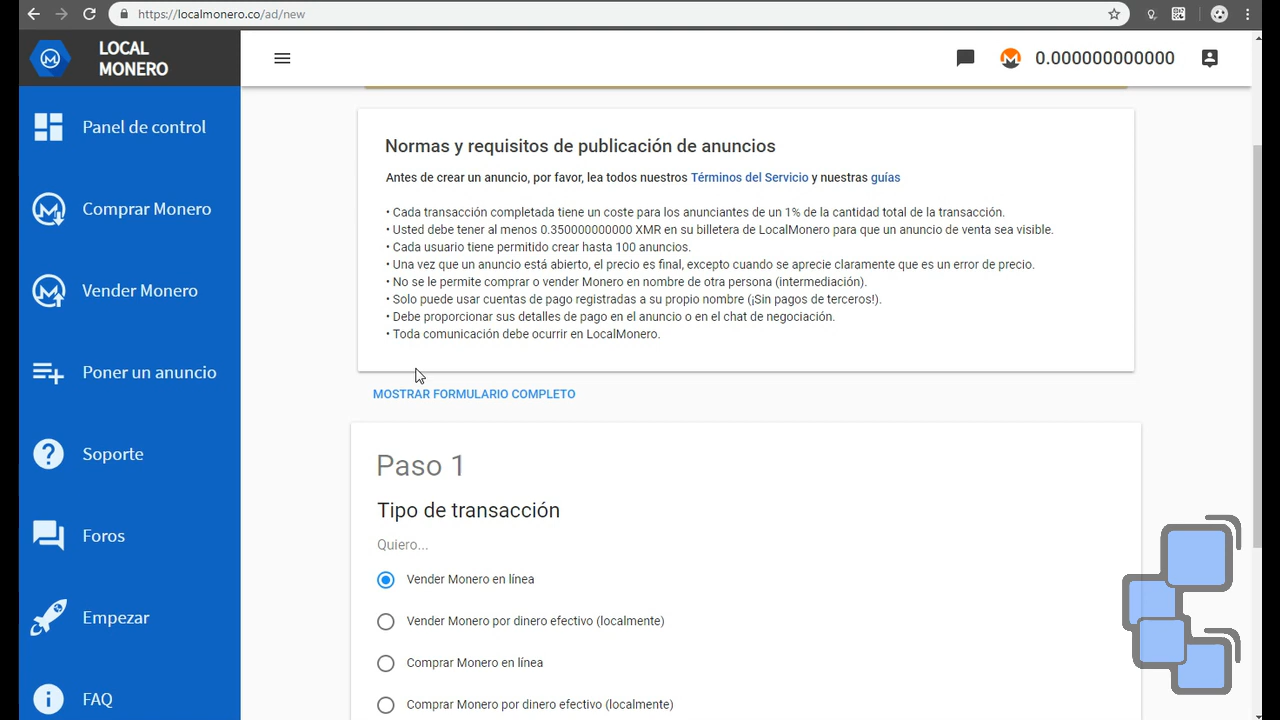 https://localmonero.co/ad/new
LOCAL
MONERO
0.000000000000
Panel de control
Comprar Monero
Vender Monero
Poner un anuncio
Soporte
Foros
Empezar
FAQ
Normas y requisitos de publicación de anuncios
Antes de crear un anuncio, por favor, lea todos nuestros Términos del Servicio y nuestras guías
• Cada transacción completada tiene un coste para los anunciantes de un 1% de la cantidad total de la transacción.
• Usted debe tener al menos 0.350000000000 XMR en su billetera de LocalMonero para que un anuncio de venta sea visible.
• Cada usuario tiene permitido crear hasta 100 anuncios.
• Una vez que un anuncio está abierto, el precio es final, excepto cuando se aprecie claramente que es un error de precio.
• No se le permite comprar o vender Monero en nombre de otra persona (intermediación).
• Solo puede usar cuentas de pago registradas a su propio nombre (¡Sin pagos de terceros!).
• Debe proporcionar sus detalles de pago en el anuncio o en el chat de negociación.
• Toda comunicación debe ocurrir en LocalMonero.
MOSTRAR FORMULARIO COMPLETO
Paso 1
Tipo de transacción
Quiero...
Vender Monero en línea
Vender Monero por dinero efectivo (localmente)
Comprar Monero en línea
Comprar Monero por dinero efectivo (localmente)